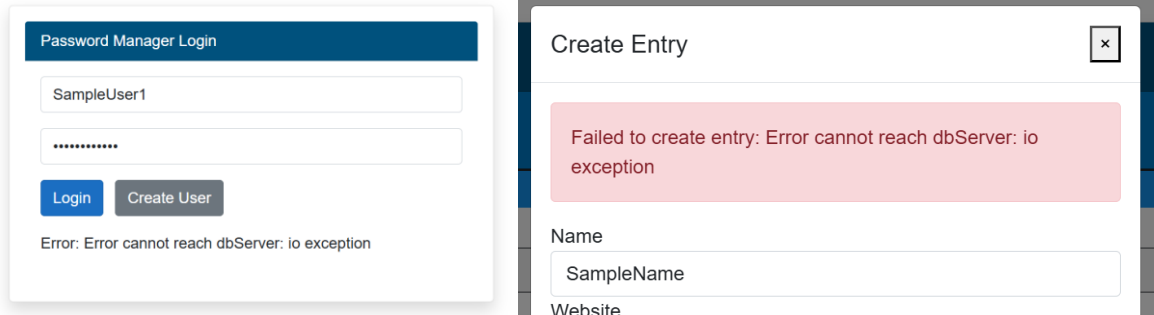 Password Manager Login
SampleUser1
••••••••••••
Login
Create User
Error: Error cannot reach dbServer: io exception
Create Entry
×
Failed to create entry: Error cannot reach dbServer: io
exception
Name
SampleName
Website